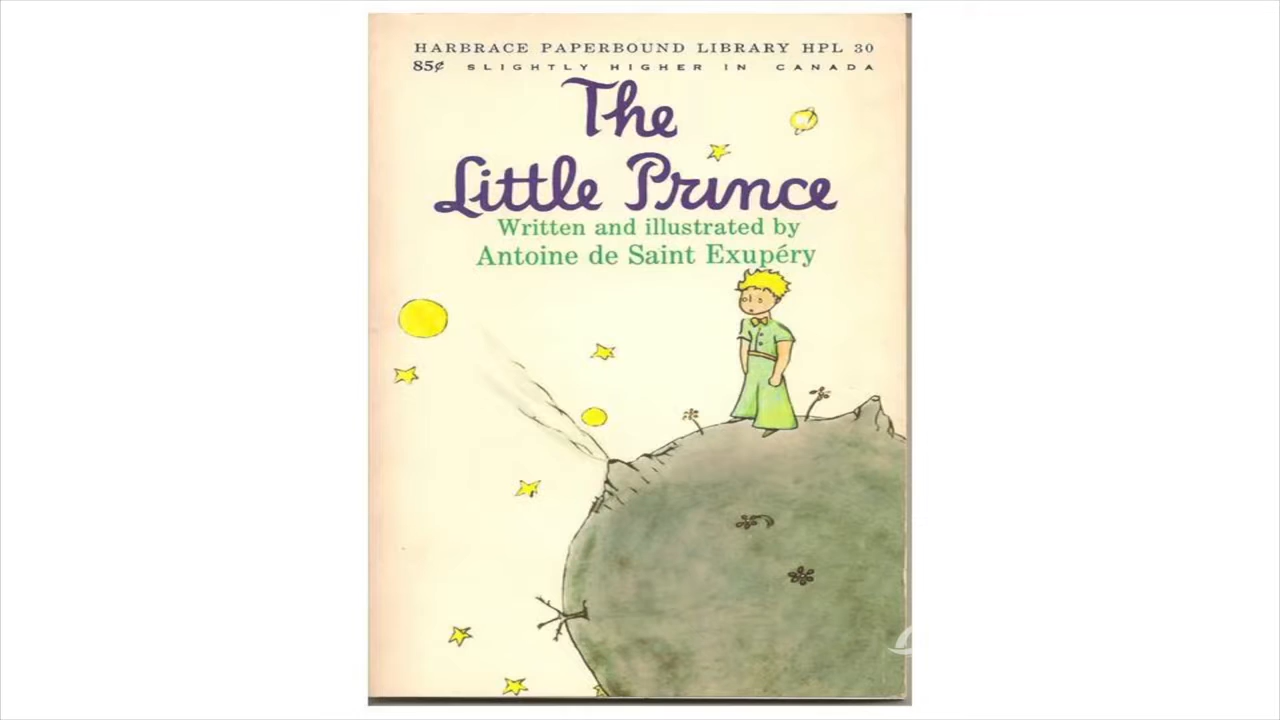 HARBRACE PAPERBOUND LIBRARY HPL 30
85¢ SLIGHTLY HIGHER IN CANADA
The
Little Prince
Written and illustrated by
Antoine de Saint Exupéry